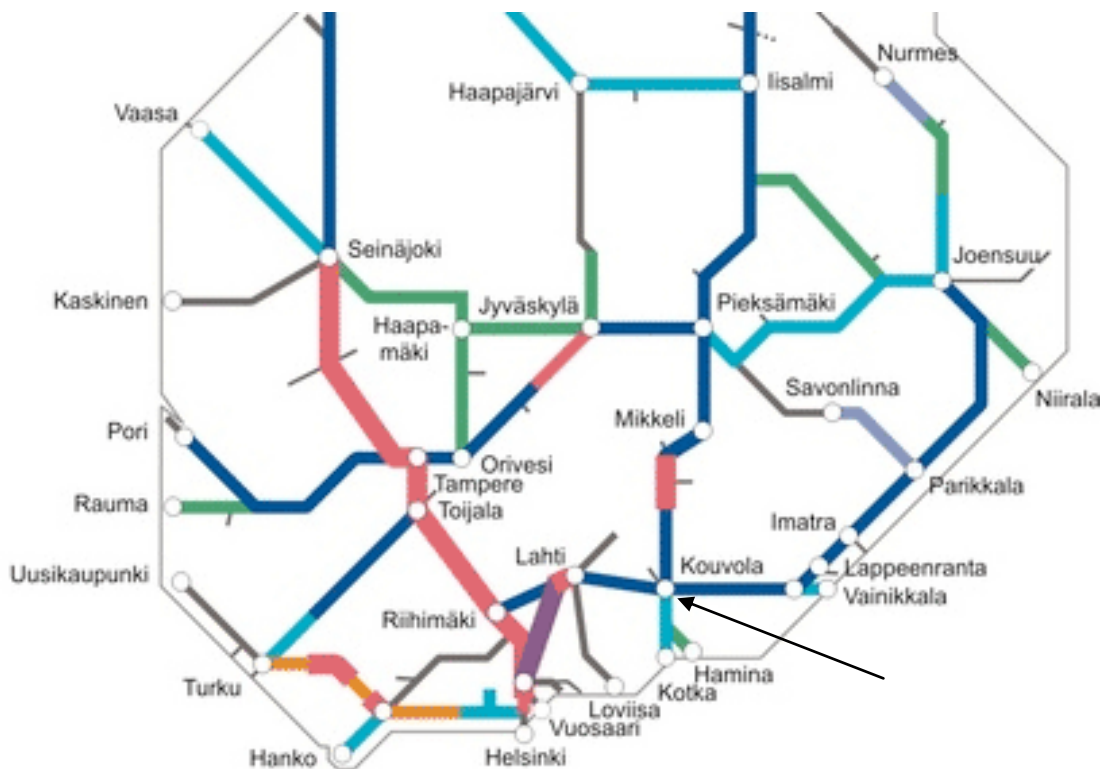 Nurmes
Haapajärvi
Iisalmi
Vaasa
Seinäjoki
Joensuu
Kaskinen
Jyväskylä
Pieksämäki
Haapa-
mäki
Savonlinna
Niirala
Pori
Mikkeli
Orivesi
Tampere
Parikkala
Rauma
Toijala
Imatra
Uusikaupunki
Lahti
Kouvola
Lappeenranta
Vainikkala
Riihimäki
Hamina
Turku
Kotka
Loviisa
Vuosaari
Hanko
Helsinki